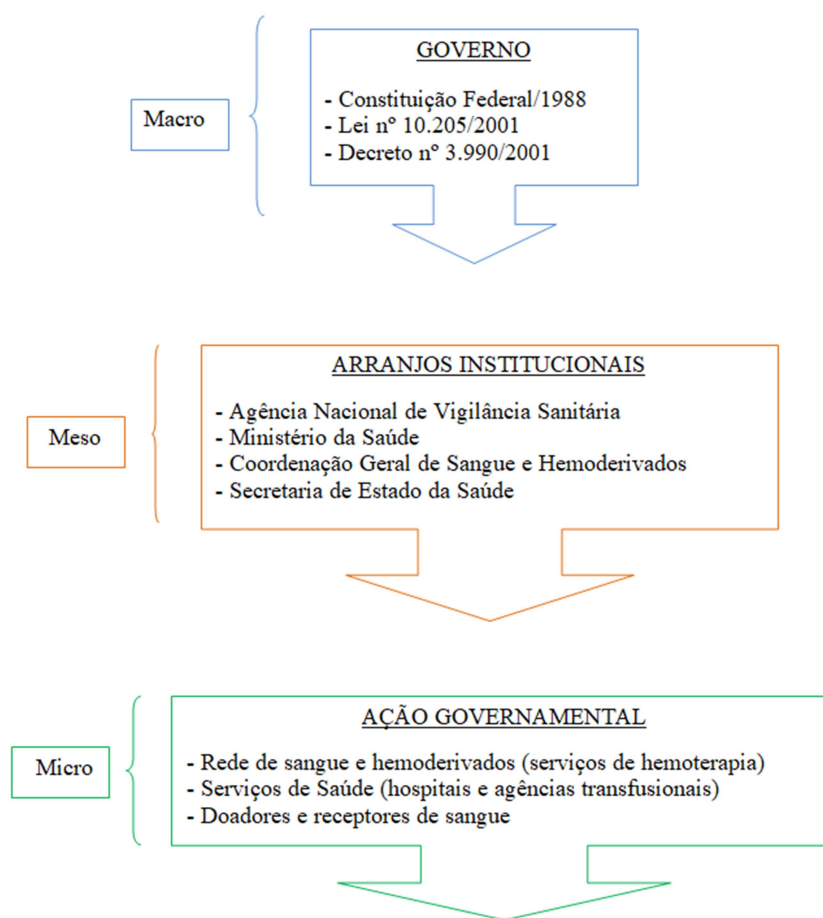 GOVERNO
Macro
- Constituição Federal/1988
- Lei nº 10.205/2001
- Decreto nº 3.990/2001
ARRANJOS INSTITUCIONAIS
Meso
- Agência Nacional de Vigilância Sanitária
- Ministério da Saúde
- Coordenação Geral de Sangue e Hemoderivados
- Secretaria de Estado da Saúde
AÇÃO GOVERNAMENTAL
Micro
- Rede de sangue e hemoderivados (serviços de hemoterapia)
- Serviços de Saúde (hospitais e agências transfusionais)
- Doadores e receptores de sangue